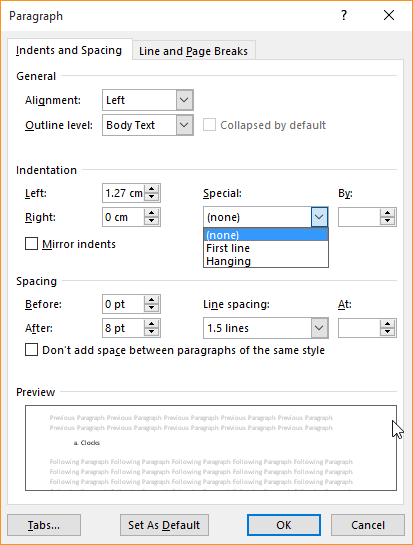 Paragraph ? ×
Indents and Spacing Line and Page Breaks
General
Alignment: Left
Outline level: Body Text Collapsed by default
Indentation
Left: 1.27 cm Special: By:
Right: 0 cm (none)
(none)
Mirror indents First line
Hanging
Spacing
Before: 0 pt Line spacing: At:
After: 8 pt 1.5 lines
Don't add space between paragraphs of the same style
Preview
Previous Paragraph Previous Paragraph Previous Paragraph Previous Paragraph Previous Paragraph
Previous Paragraph Previous Paragraph Previous Paragraph Previous Paragraph Previous Paragraph
a. Clocks
Following Paragraph Following Paragraph Following Paragraph Following Paragraph Following Paragraph
Following Paragraph Following Paragraph Following Paragraph Following Paragraph Following Paragraph
Following Paragraph Following Paragraph Following Paragraph Following Paragraph Following Paragraph
Tabs... Set As Default OK Cancel